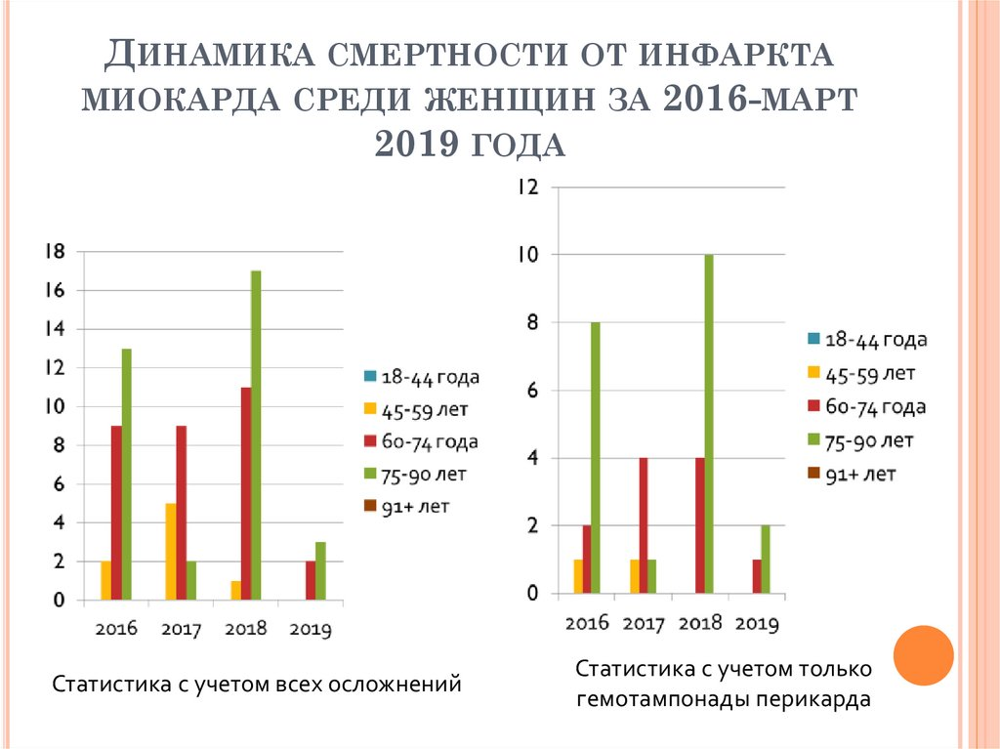 Динамика смертности от инфаркта
миокарда среди женщин за 2016-март
2019 года
18
16
14
12
10
8
6
4
2
0
2016 2017 2018 2019
18-44 года
45-59 лет
60-74 года
75-90 лет
91+ лет
Статистика с учетом всех осложнений
12
10
8
6
4
2
0
2016 2017 2018 2019
18-44 года
45-59 лет
60-74 года
75-90 лет
91+ лет
Статистика с учетом только
гемотампонады перикарда